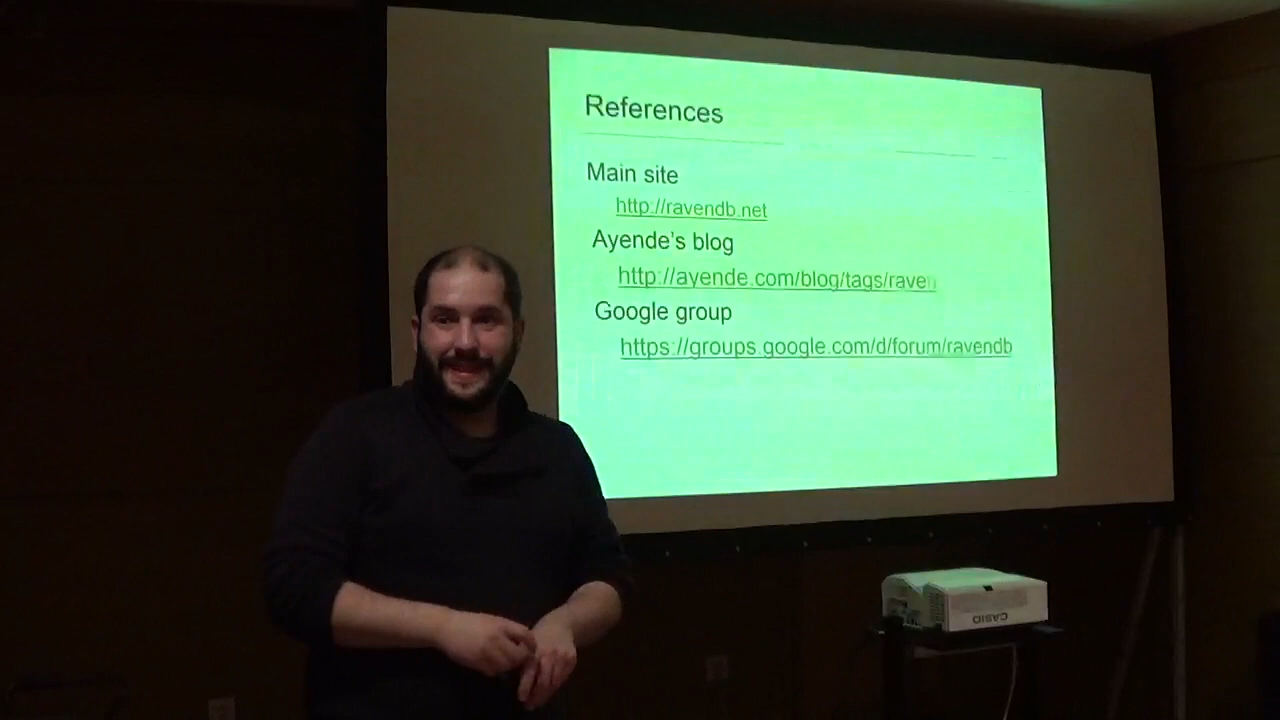 References
Main site
http://ravendb.net
Ayende's blog
http://ayende.com/blog/tags/raven
Google group
https://groups.google.com/d/forum/ravendb
CASIO